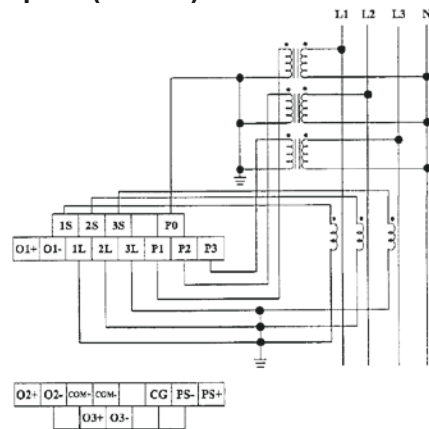 L1 L2 L3 N
1S 2S 3S P0
O1+ O1- 1L 2L 3L P1 P2 P3
O2+ O2- COM+ COM- CG PS- PS+
O3+ O3-